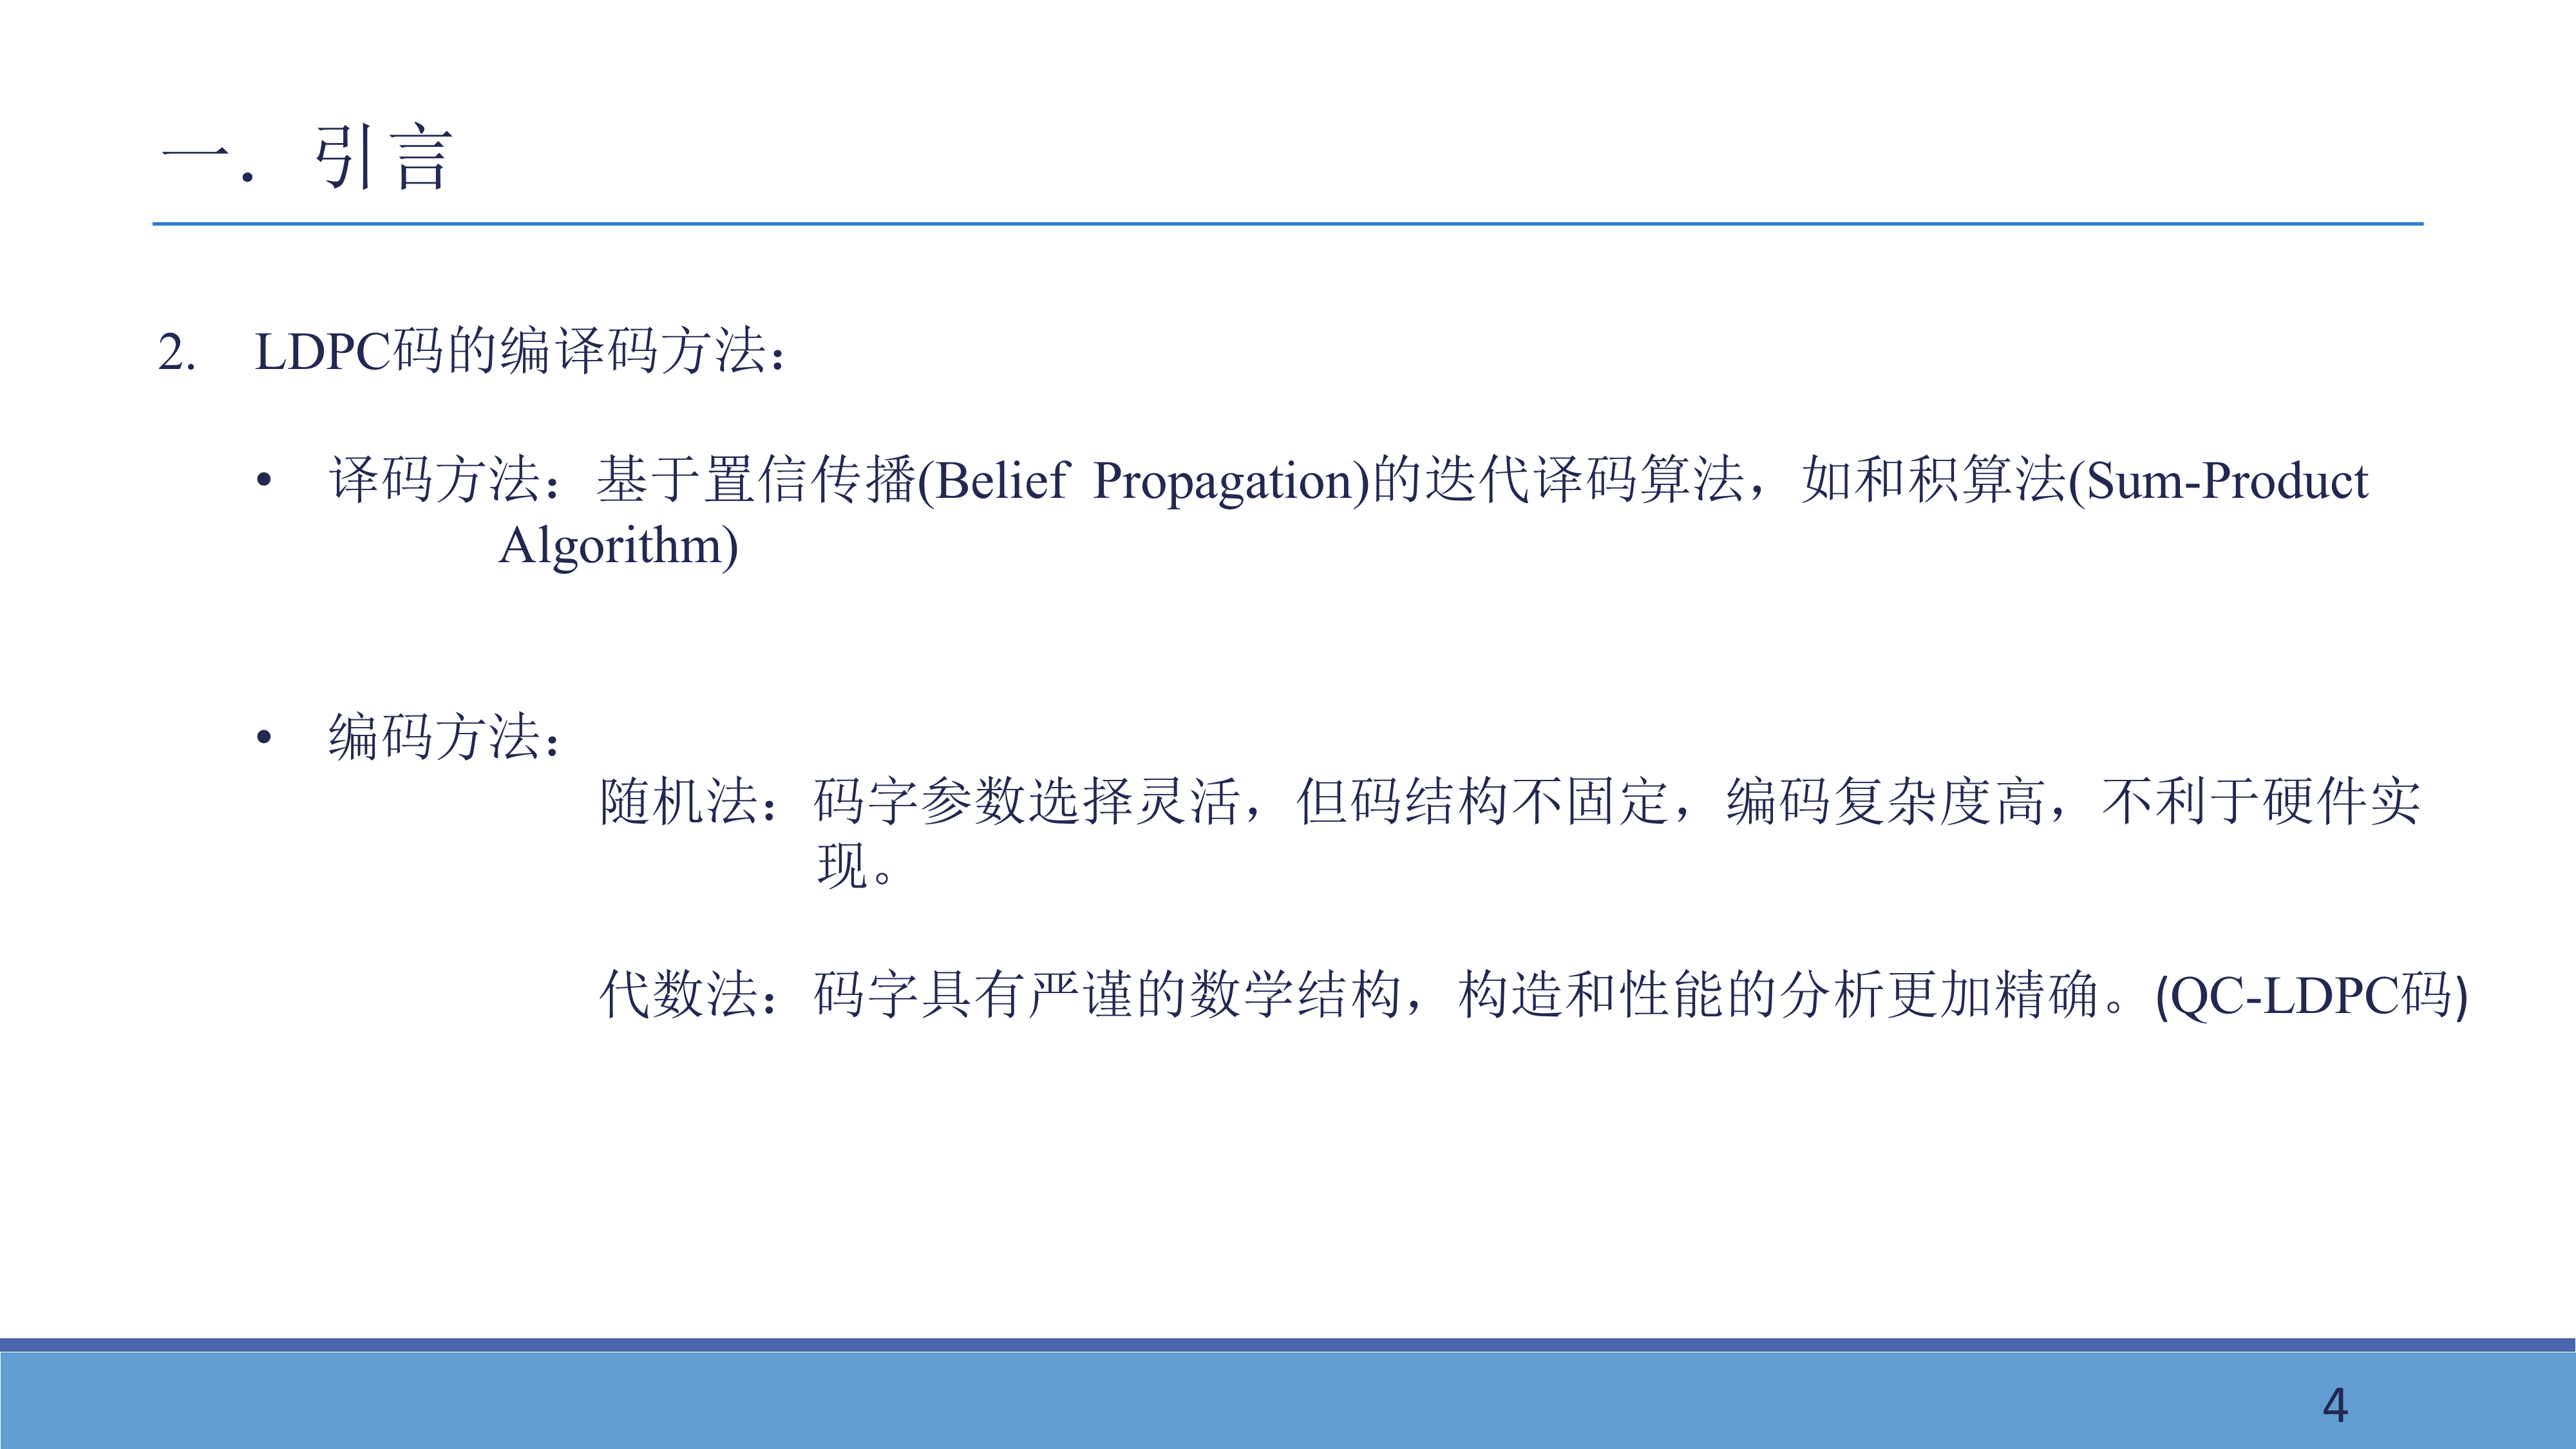 一．引言
2. LDPC码的编译码方法：
• 译码方法：基于置信传播(Belief Propagation)的迭代译码算法，如和积算法(Sum-Product
Algorithm)
• 编码方法：
随机法：码字参数选择灵活，但码结构不固定，编码复杂度高，不利于硬件实
现。
代数法：码字具有严谨的数学结构，构造和性能的分析更加精确。(QC-LDPC码)
4